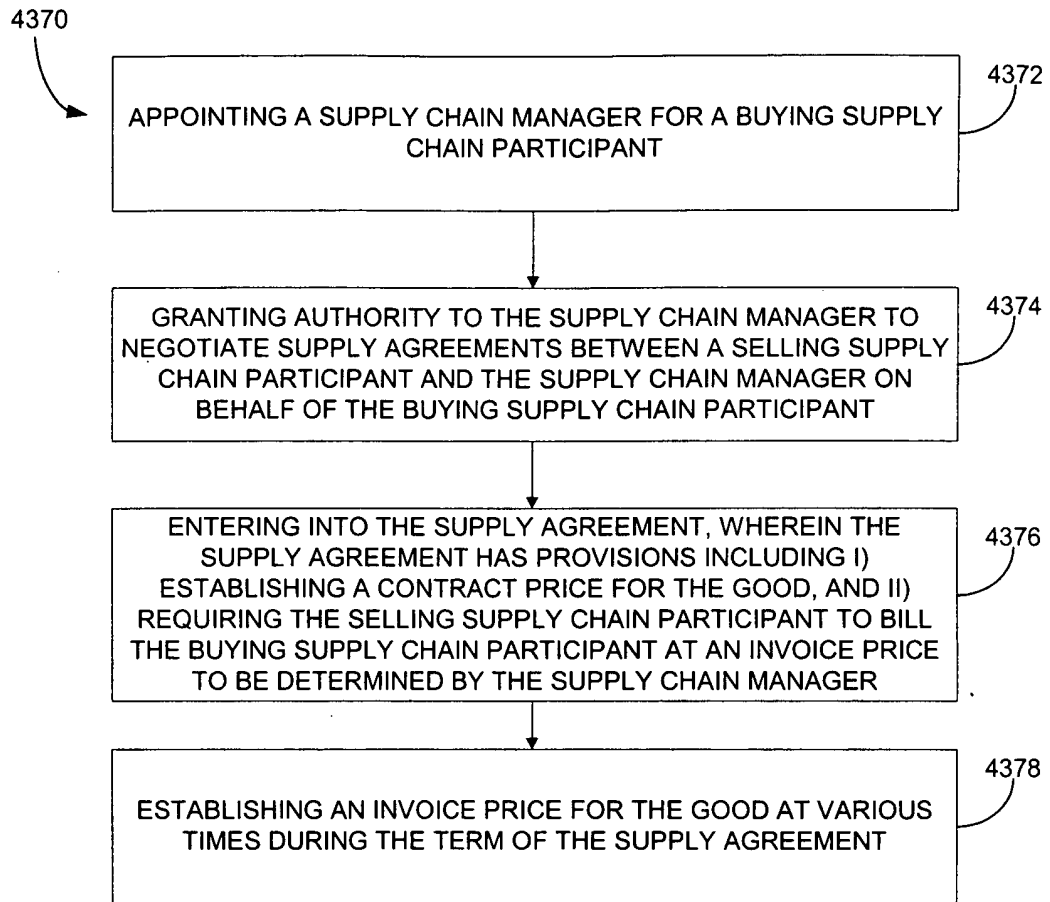 4370
4372
APPOINTING A SUPPLY CHAIN MANAGER FOR A BUYING SUPPLY
CHAIN PARTICIPANT
4374
GRANTING AUTHORITY TO THE SUPPLY CHAIN MANAGER TO
NEGOTIATE SUPPLY AGREEMENTS BETWEEN A SELLING SUPPLY
CHAIN PARTICIPANT AND THE SUPPLY CHAIN MANAGER ON
BEHALF OF THE BUYING SUPPLY CHAIN PARTICIPANT
4376
ENTERING INTO THE SUPPLY AGREEMENT, WHEREIN THE
SUPPLY AGREEMENT HAS PROVISIONS INCLUDING I)
ESTABLISHING A CONTRACT PRICE FOR THE GOOD, AND II)
REQUIRING THE SELLING SUPPLY CHAIN PARTICIPANT TO BILL
THE BUYING SUPPLY CHAIN PARTICIPANT AT AN INVOICE PRICE
TO BE DETERMINED BY THE SUPPLY CHAIN MANAGER
4378
ESTABLISHING AN INVOICE PRICE FOR THE GOOD AT VARIOUS
TIMES DURING THE TERM OF THE SUPPLY AGREEMENT